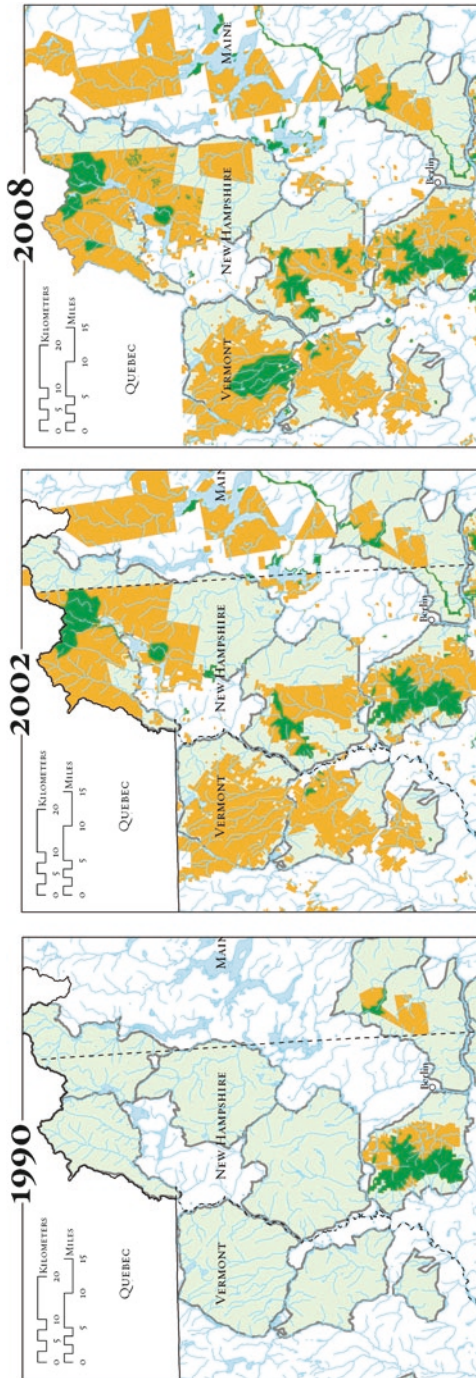 1990
KILOMETERS
0 5 10 20
MILES
0 5 10 15
QUEBEC
VERMONT
NEW HAMPSHIRE
MAIN
Berlin
2002
KILOMETERS
0 5 10 20
MILES
0 5 10 15
QUEBEC
VERMONT
NEW HAMPSHIRE
MAIN
Berlin
2008
KILOMETERS
0 5 10 20
MILES
0 5 10 15
QUEBEC
VERMONT
NEW HAMPSHIRE
MAINE
Berlin